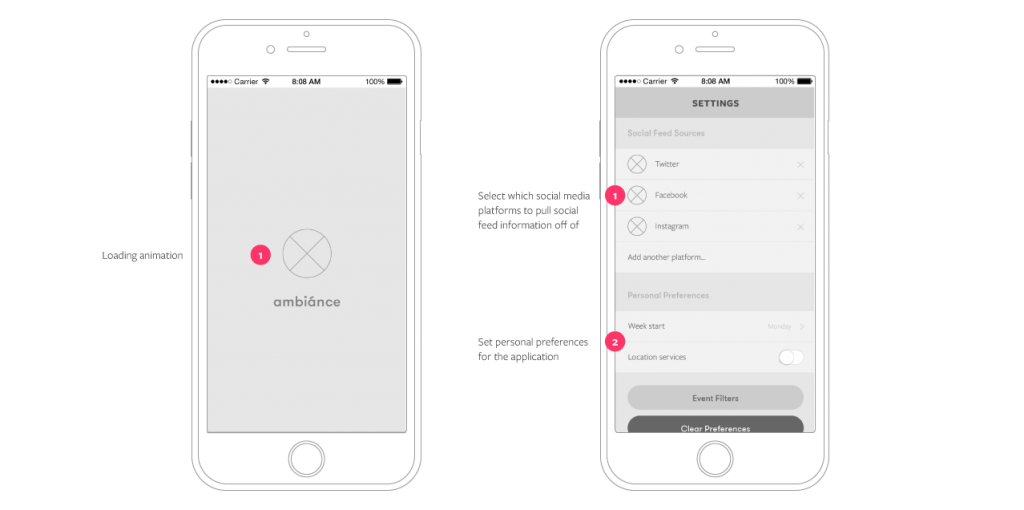 Carrier 8:08 AM 100%
Loading animation
1
ambiánce
Carrier 8:08 AM 100%
SETTINGS
Social Feed Sources
Twitter
Select which social media
platforms to pull social
feed information off of
1
Facebook
Instagram
Add another platform...
Personal Preferences
Week start Monday
Set personal preferences
for the application
2
Location services
Event Filters
Clear Preferences